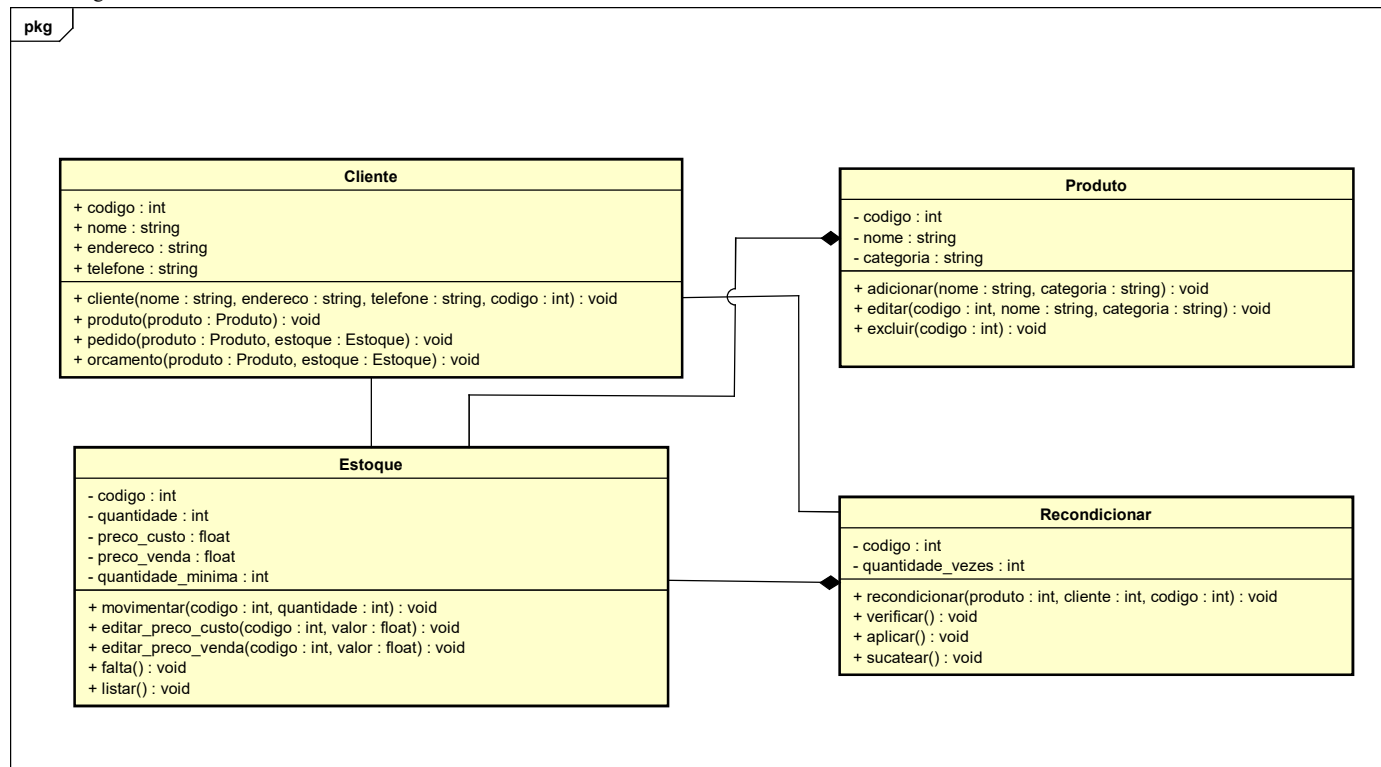 pkg
Cliente
+ codigo : int
+ nome : string
+ endereco : string
+ telefone : string
+ cliente(nome : string, endereco : string, telefone : string, codigo : int) : void
+ produto(produto : Produto) : void
+ pedido(produto : Produto, estoque : Estoque) : void
+ orcamento(produto : Produto, estoque : Estoque) : void
Produto
- codigo : int
- nome : string
- categoria : string
+ adicionar(nome : string, categoria : string) : void
+ editar(codigo : int, nome : string, categoria : string) : void
+ excluir(codigo : int) : void
Estoque
- codigo : int
- quantidade : int
- preco_custo : float
- preco_venda : float
- quantidade_minima : int
+ movimentar(codigo : int, quantidade : int) : void
+ editar_preco_custo(codigo : int, valor : float) : void
+ editar_preco_venda(codigo : int, valor : float) : void
+ falta() : void
+ listar() : void
Recondicionar
- codigo : int
- quantidade_vezes : int
+ recondicionar(produto : int, cliente : int, codigo : int) : void
+ verificar() : void
+ aplicar() : void
+ sucatear() : void